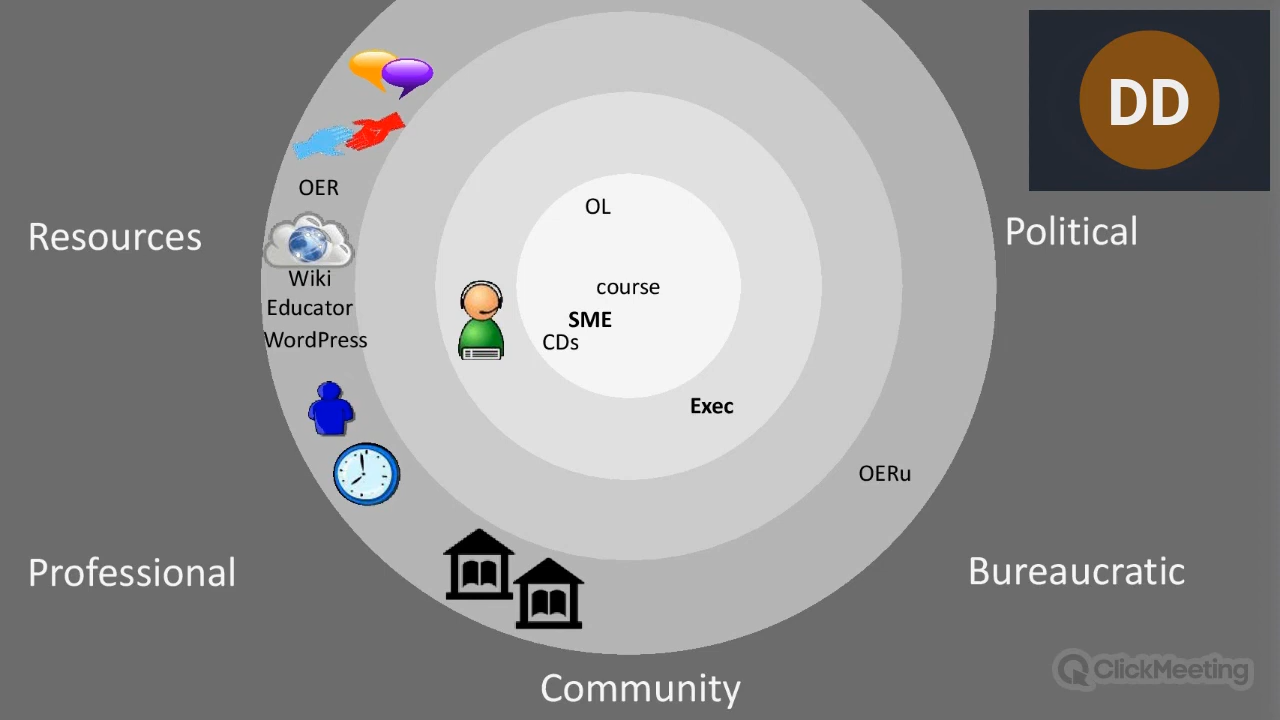 DD
OER
OL
Resources
Political
Wiki
Educator
WordPress
course
SME
CDs
Exec
OERu
Professional
Bureaucratic
Community
ClickMeeting